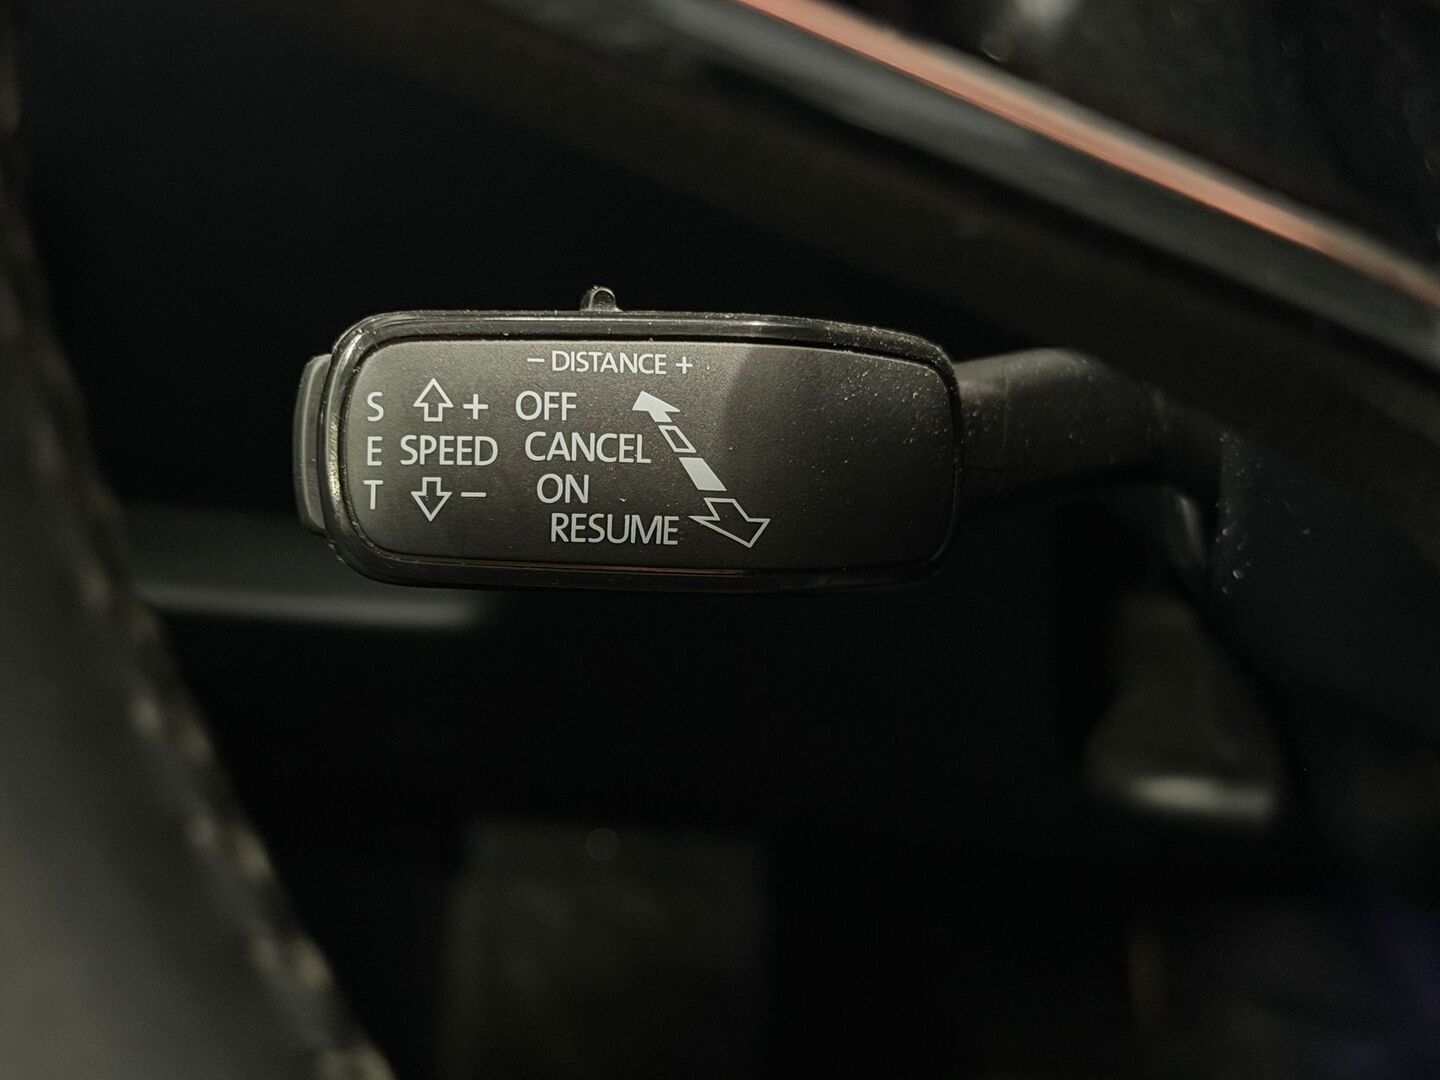 - DISTANCE +
S + OFF
E SPEED CANCEL
T - ON
RESUME